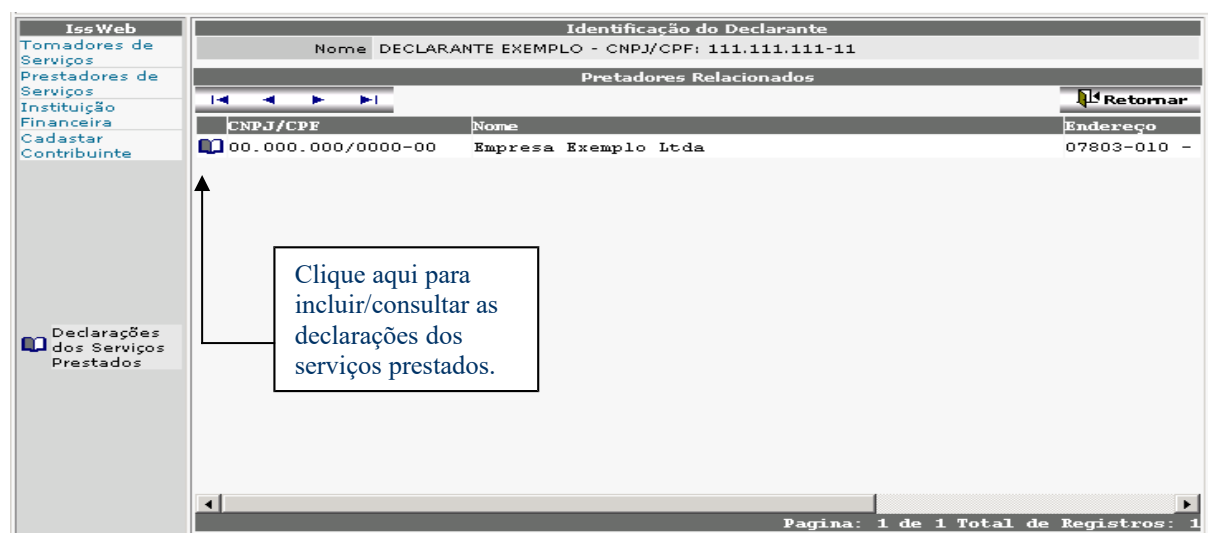 IssWeb
Tomadores de
Serviços
Prestadores de
Serviços
Instituição
Financeira
Cadastar
Contribuinte
Declarações
dos Serviços
Prestados
Identificação do Declarante
Nome DECLARANTE EXEMPLO - CNPJ/CPF: 111.111.111-11
Pretadores Relacionados
Retornar
CNPJ/CPF Nome Endereço
00.000.000/0000-00 Empresa Exemplo Ltda 07803-010 -
Clique aqui para
incluir/consultar as
declarações dos
serviços prestados.
Pagina: 1 de 1 Total de Registros: 1